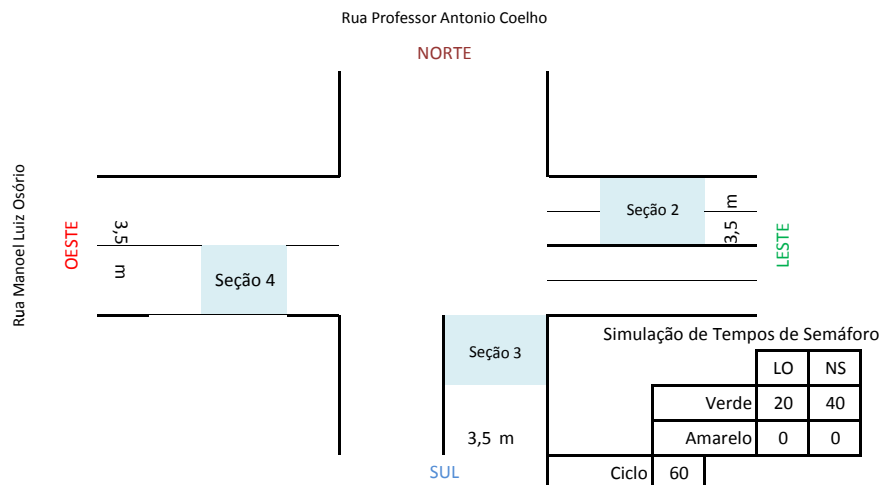 Rua Professor Antonio Coelho
NORTE
Rua Manoel Luiz Osório
OESTE
3,5 m
Seção 4
Seção 2
3,5 m
LESTE
Seção 3
3,5 m
SUL
Simulação de Tempos de Semáforo
LO NS
Verde 20 40
Amarelo 0 0
Ciclo 60